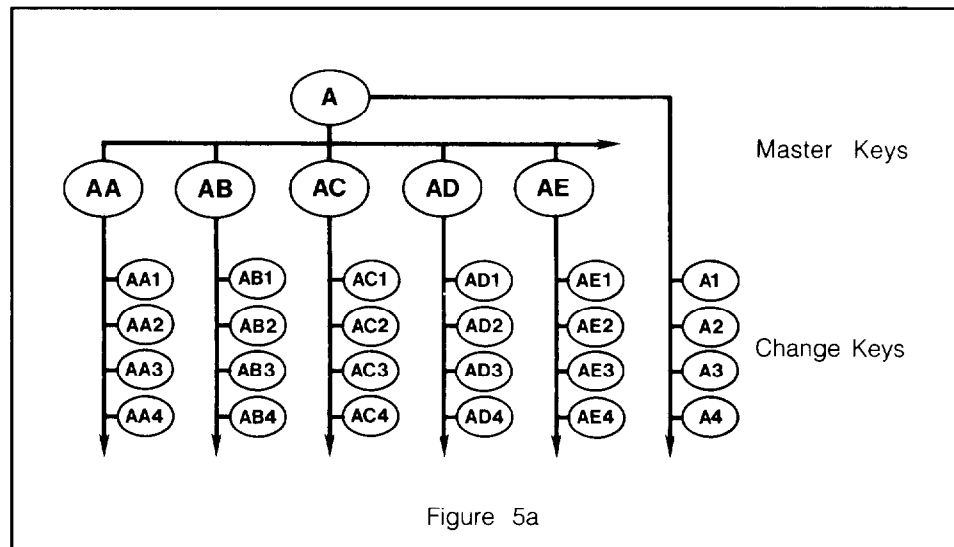 A
Master Keys
AA AB AC AD AE
AA1 AB1 AC1 AD1 AE1 A1
AA2 AB2 AC2 AD2 AE2 A2
Change Keys
AA3 AB3 AC3 AD3 AE3 A3
AA4 AB4 AC4 AD4 AE4 A4
Figure 5a